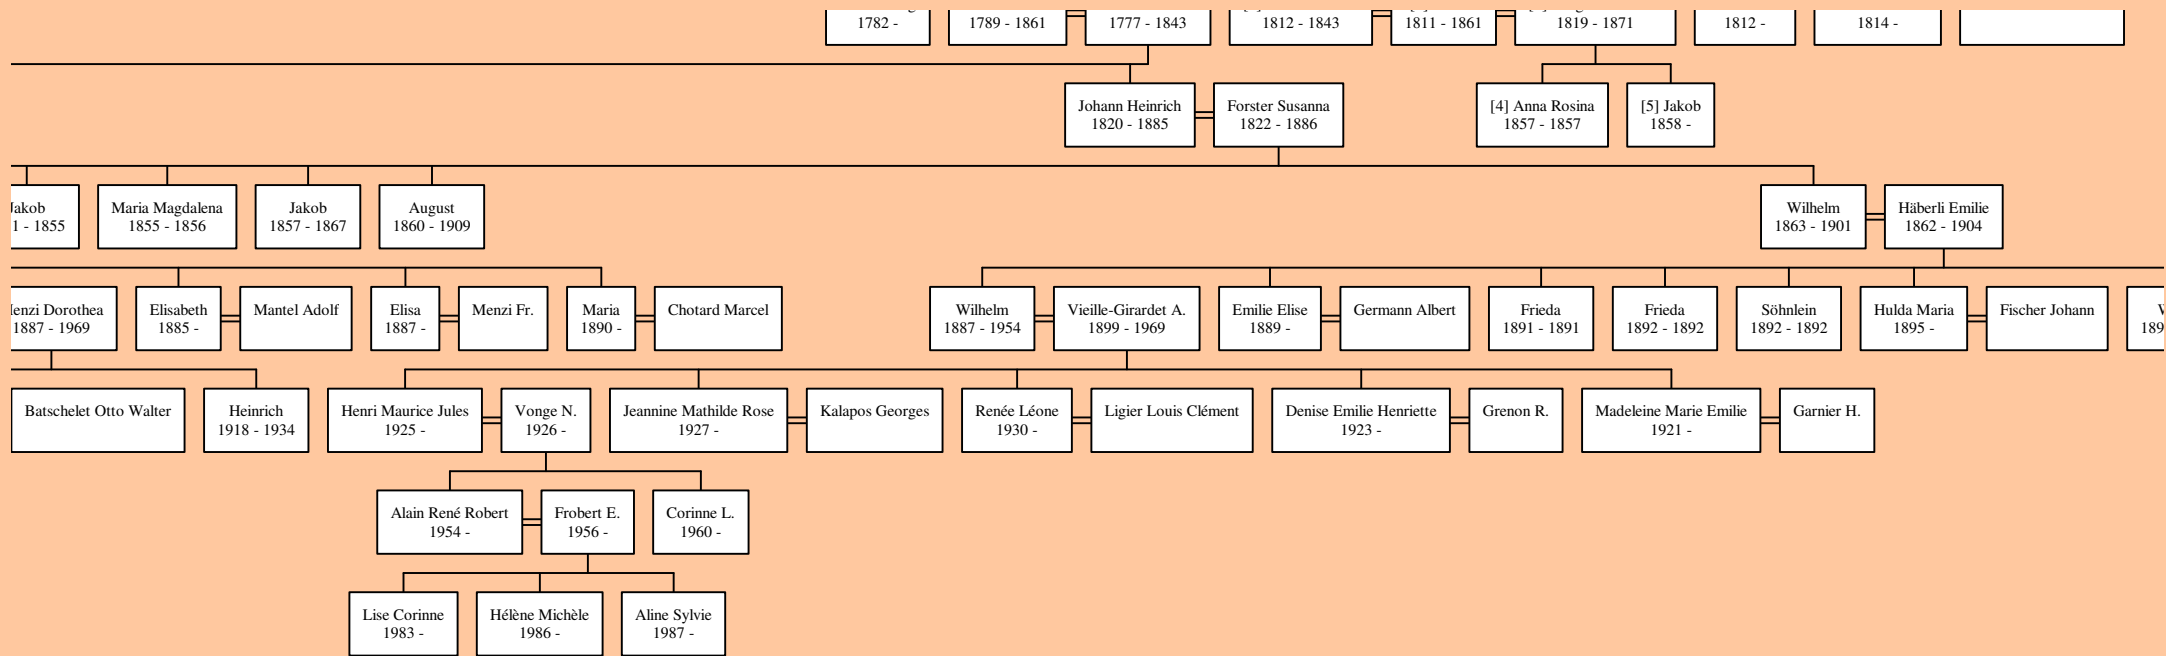 1782 -
1789 - 1861
1777 - 1843
1812 - 1843
1811 - 1861
1819 - 1871
1812 -
1814 -
Johann Heinrich
1820 - 1885
Forster Susanna
1822 - 1886
[4] Anna Rosina
1857 - 1857
[5] Jakob
1858 -
Jakob
1 - 1855
Maria Magdalena
1855 - 1856
Jakob
1857 - 1867
August
1860 - 1909
Wilhelm
1863 - 1901
Häberli Emilie
1862 - 1904
Dorothea
1887 - 1969
Elisabeth
1885 -
Mantel Adolf
Elisa
1887 -
Menzi Fr.
Maria
1890 -
Chotard Marcel
Wilhelm
1887 - 1954
Vieille-Girardet A.
1899 - 1969
Emilie Elise
1889 -
Germann Albert
Frieda
1891 - 1891
Frieda
1892 - 1892
Söhnlein
1892 - 1892
Hulda Maria
1895 -
Fischer Johann
189
Batschelet Otto Walter
Heinrich
1918 - 1934
Henri Maurice Jules
1925 -
Vonge N.
1926 -
Jeannine Mathilde Rose
1927 -
Kalapos Georges
Renée Léone
1930 -
Ligier Louis Clément
Denise Emilie Henriette
1923 -
Grenon R.
Madeleine Marie Emilie
1921 -
Garnier H.
Alain René Robert
1954 -
Frobert E.
1956 -
Corinne L.
1960 -
Lise Corinne
1983 -
Hélène Michèle
1986 -
Aline Sylvie
1987 -